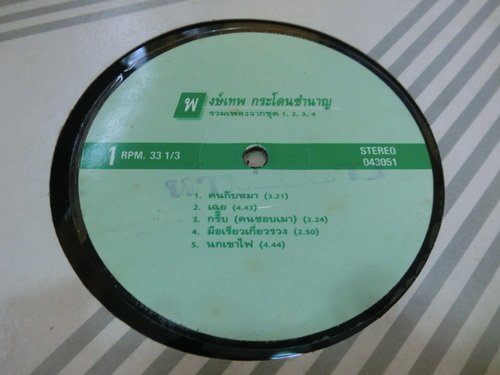 พงษ์เทพ กระโดนชำนาญ
รวมเพลงจากชุด 1, 2, 3, 4
1 RPM. 33 1/3
STEREO
043051
1. คนกับหมา (3.21)
2. เฉย (4.43)
3. กรึ๊บ (คนชอบเมา) (2.24)
4. มือเรียวเกี่ยวรวง (2.50)
5. นกเขาไฟ (4.44)